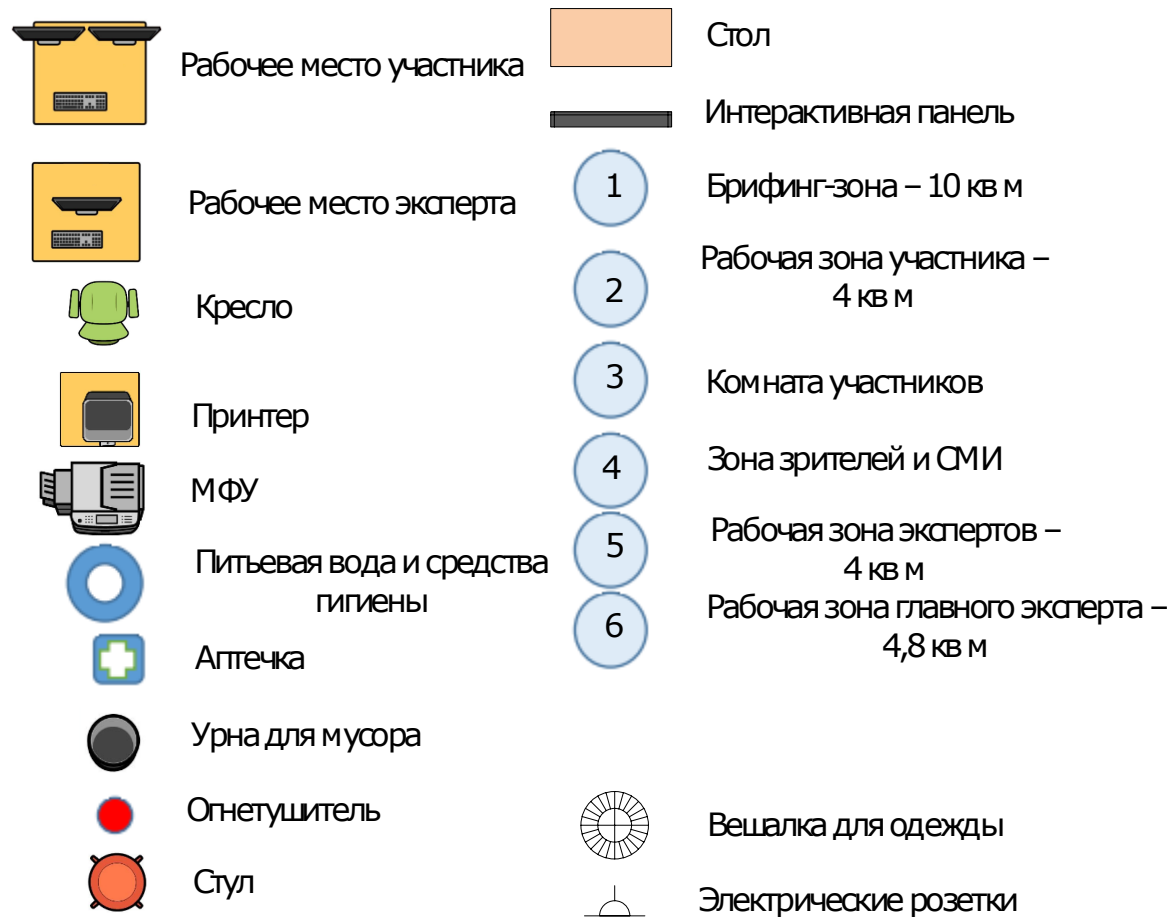 Рабочее место участника
Рабочее место эксперта
Кресло
Принтер
МФУ
Питьевая вода и средства
гигиены
Аптечка
Урна для мусора
Огнетушитель
Стул
Стол
Интерактивная панель
1
Брифинг-зона – 10 кв м
2
Рабочая зона участника –
4 кв м
3
Комната участников
4
Зона зрителей и СМИ
5
Рабочая зона экспертов –
4 кв м
6
Рабочая зона главного эксперта –
4,8 кв м
Вешалка для одежды
Электрические розетки